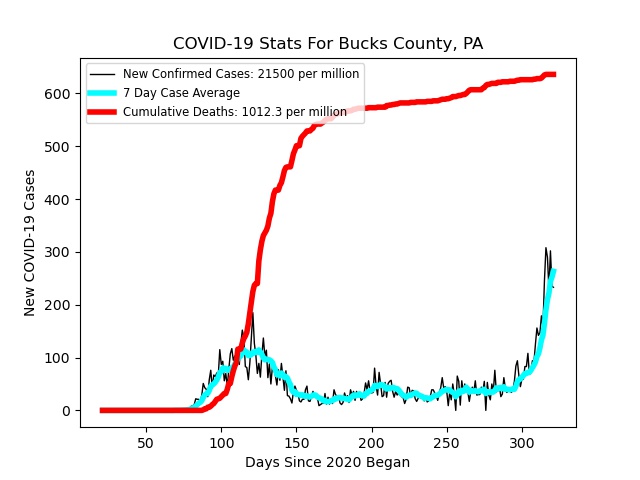 COVID-19 Stats For Bucks County, PA
New Confirmed Cases: 21500 per million
7 Day Case Average
Cumulative Deaths: 1012.3 per million
New COVID-19 Cases
600
500
400
300
200
100
0
50 100 150 200 250 300
Days Since 2020 Began